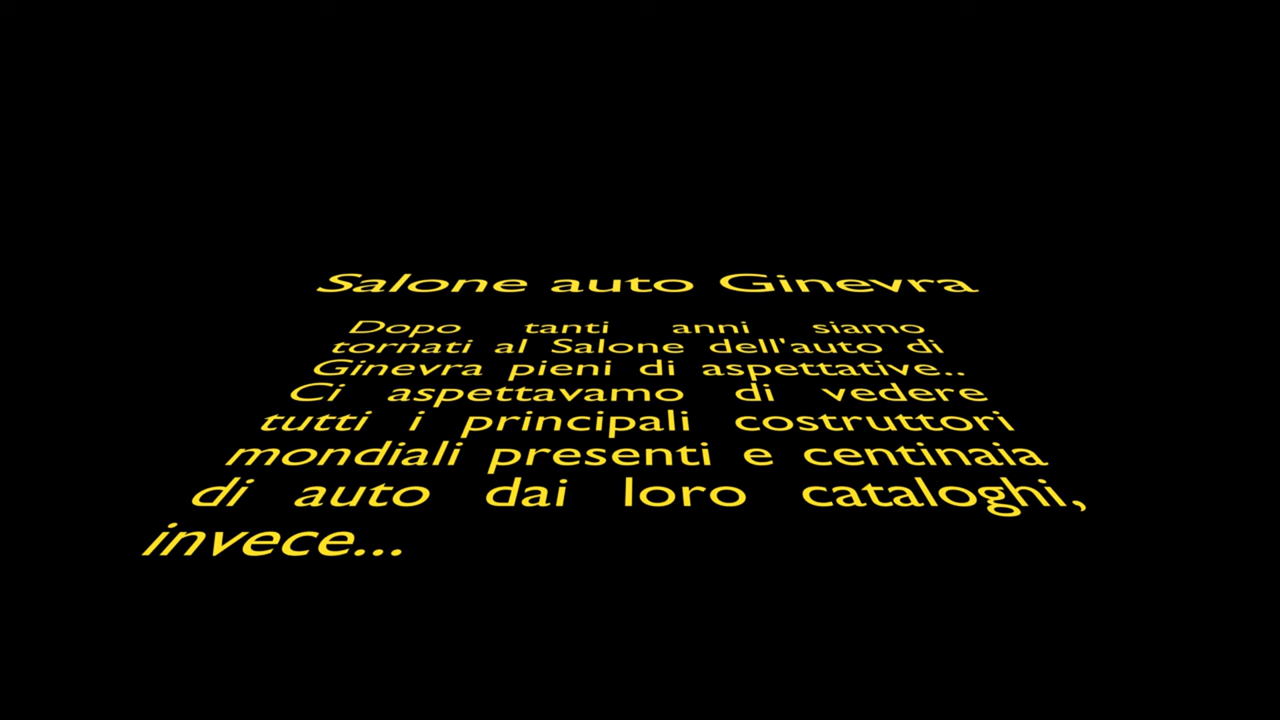 Salone auto Ginevra
Dopo tanti anni siamo
tornati al Salone dell'auto di
Ginevra pieni di aspettative..
Ci aspettavamo di vedere
tutti i principali costruttori
mondiali presenti e centinaia
di auto dai loro cataloghi,
invece...